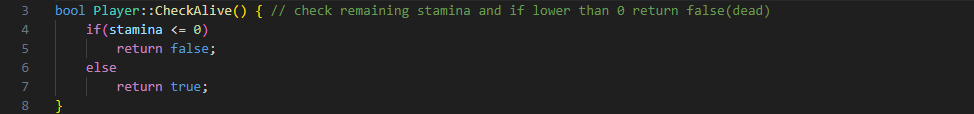 3 bool Player::CheckAlive() { // check remaining stamina and if lower than 0 return false(dead)
4 if(stamina <= 0)
5 return false;
6 else
7 return true;
8 }